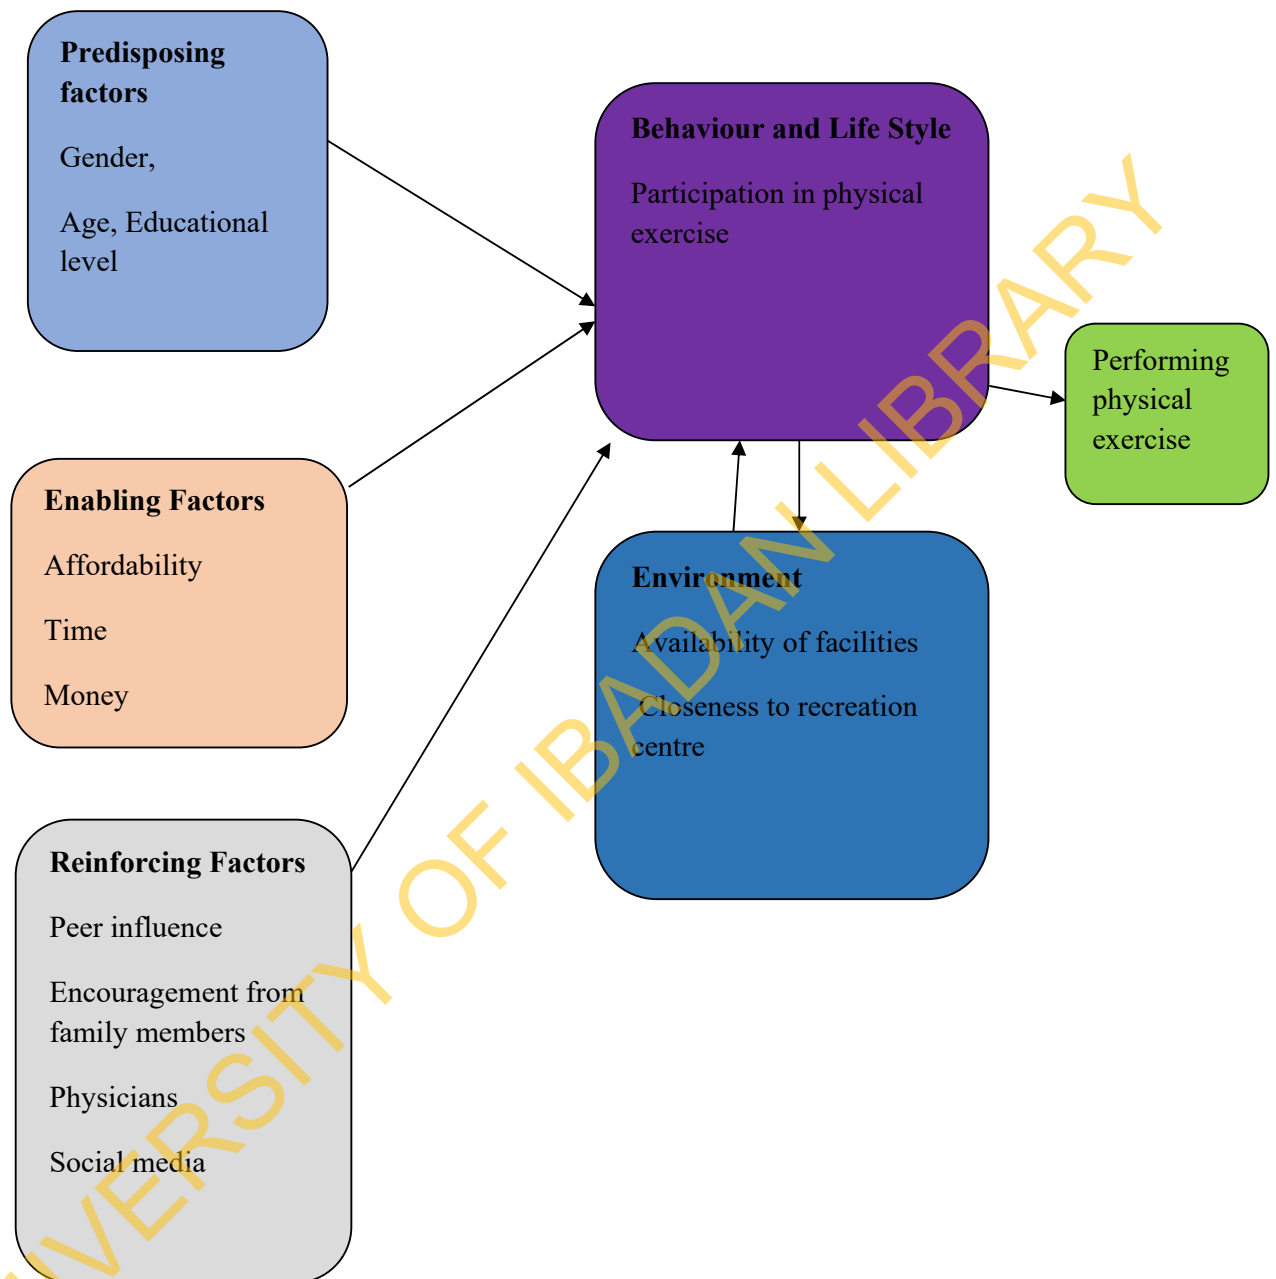 Predisposing
factors
Gender,
Age, Educational
level
Behaviour and Life Style
Participation in physical
exercise
Performing
physical
exercise
Enabling Factors
Affordability
Time
Money
Environment
Availability of facilities
Closeness to recreation
centre
Reinforcing Factors
Peer influence
Encouragement from
family members
Physicians
Social media
IVERSITY OF IBADAN LIBRARY